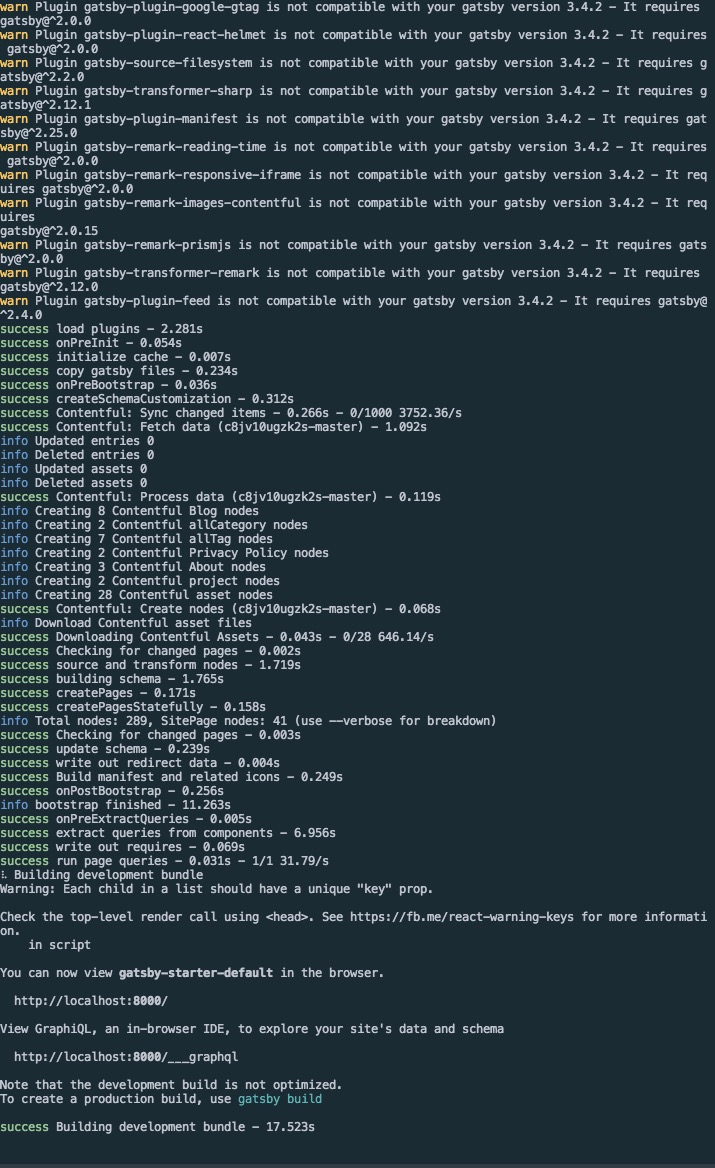 warn Plugin gatsby-plugin-google-gtag is not compatible with your gatsby version 3.4.2 - It requires
gatsby@^2.0.0
warn Plugin gatsby-plugin-react-helmet is not compatible with your gatsby version 3.4.2 - It requires
gatsby@^2.0.0
warn Plugin gatsby-source-filesystem is not compatible with your gatsby version 3.4.2 - It requires g
atsby@^2.2.0
warn Plugin gatsby-transformer-sharp is not compatible with your gatsby version 3.4.2 - It requires g
atsby@^2.12.1
warn Plugin gatsby-plugin-manifest is not compatible with your gatsby version 3.4.2 - It requires gat
sby@^2.25.0
warn Plugin gatsby-remark-reading-time is not compatible with your gatsby version 3.4.2 - It requires
gatsby@^2.0.0
warn Plugin gatsby-remark-responsive-iframe is not compatible with your gatsby version 3.4.2 - It req
uires gatsby@^2.0.0
warn Plugin gatsby-remark-images-contentful is not compatible with your gatsby version 3.4.2 - It req
uires
gatsby@^2.0.15
warn Plugin gatsby-remark-prismjs is not compatible with your gatsby version 3.4.2 - It requires gats
by@^2.0.0
warn Plugin gatsby-transformer-remark is not compatible with your gatsby version 3.4.2 - It requires
gatsby@^2.12.0
warn Plugin gatsby-plugin-feed is not compatible with your gatsby version 3.4.2 - It requires gatsby@
^2.4.0
success load plugins - 2.281s
success onPreInit - 0.054s
success initialize cache - 0.007s
success copy gatsby files - 0.234s
success onPreBootstrap - 0.036s
success createSchemaCustomization - 0.312s
success Contentful: Sync changed items - 0.266s - 0/1000 3752.36/s
success Contentful: Fetch data (c8jv10ugzk2s-master) - 1.092s
info Updated entries 0
info Deleted entries 0
info Updated assets 0
info Deleted assets 0
success Contentful: Process data (c8jv10ugzk2s-master) - 0.119s
info Creating 8 Contentful Blog nodes
info Creating 2 Contentful allCategory nodes
info Creating 7 Contentful allTag nodes
info Creating 2 Contentful Privacy Policy nodes
info Creating 3 Contentful About nodes
info Creating 2 Contentful project nodes
info Creating 28 Contentful asset nodes
success Contentful: Create nodes (c8jv10ugzk2s-master) - 0.068s
info Download Contentful asset files
success Downloading Contentful Assets - 0.043s - 0/28 646.14/s
success Checking for changed pages - 0.002s
success source and transform nodes - 1.719s
success building schema - 1.765s
success createPages - 0.171s
success createPagesStatefully - 0.158s
info Total nodes: 289, SitePage nodes: 41 (use --verbose for breakdown)
success Checking for changed pages - 0.003s
success update schema - 0.239s
success write out redirect data - 0.004s
success Build manifest and related icons - 0.249s
success onPostBootstrap - 0.256s
info bootstrap finished - 11.263s
success onPreExtractQueries - 0.005s
success extract queries from components - 6.956s
success write out requires - 0.069s
success run page queries - 0.031s - 1/1 31.79/s
⠧ Building development bundle
Warning: Each child in a list should have a unique "key" prop.
Check the top-level render call using <head>. See https://fb.me/react-warning-keys for more informati
on.
in script
You can now view gatsby-starter-default in the browser.
http://localhost:8000/
View GraphiQL, an in-browser IDE, to explore your site's data and schema
http://localhost:8000/___graphql
Note that the development build is not optimized.
To create a production build, use gatsby build
success Building development bundle - 17.523s